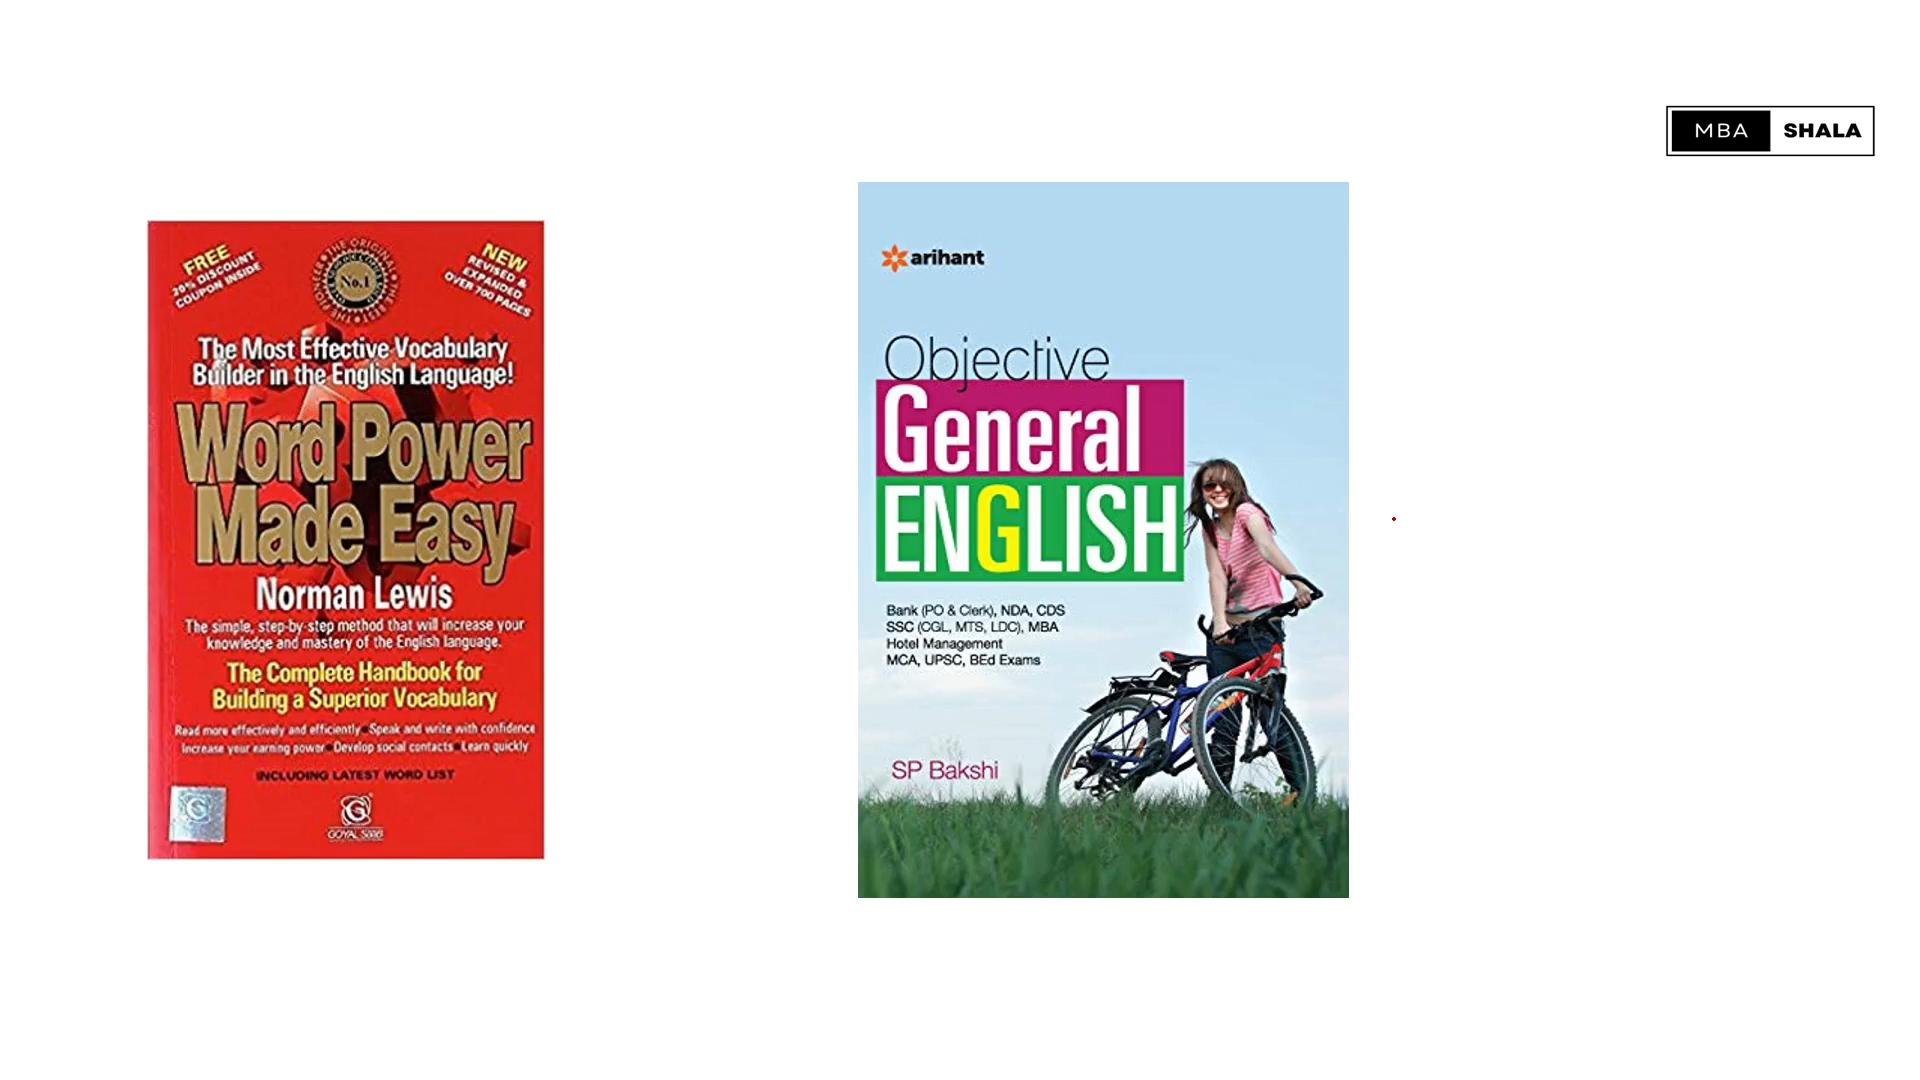 MBA SHALA
FREE
20% DISCOUNT
COUPON INSIDE
THE ORIGINAL
No.1
NEW
REVISED &
EXPANDED
OVER 700 PAGES
The Most Effective Vocabulary
Builder in the English Language!
Word Power
Made Easy
Norman Lewis
The simple, step-by-step method that will increase your
knowledge and mastery of the English language.
The Complete Handbook for
Building a Superior Vocabulary
Read more effectively and efficiently Speak and write with confidence
Increase your earning power Develop social contacts Learn quickly
INCLUDING LATEST WORD LIST
G
GOYAL SaaB
arihant
Objective
General
ENGLISH
Bank (PO & Clerk), NDA, CDS
SSC (CGL, MTS, LDC), MBA
Hotel Management
MCA, UPSC, BEd Exams
SP Bakshi